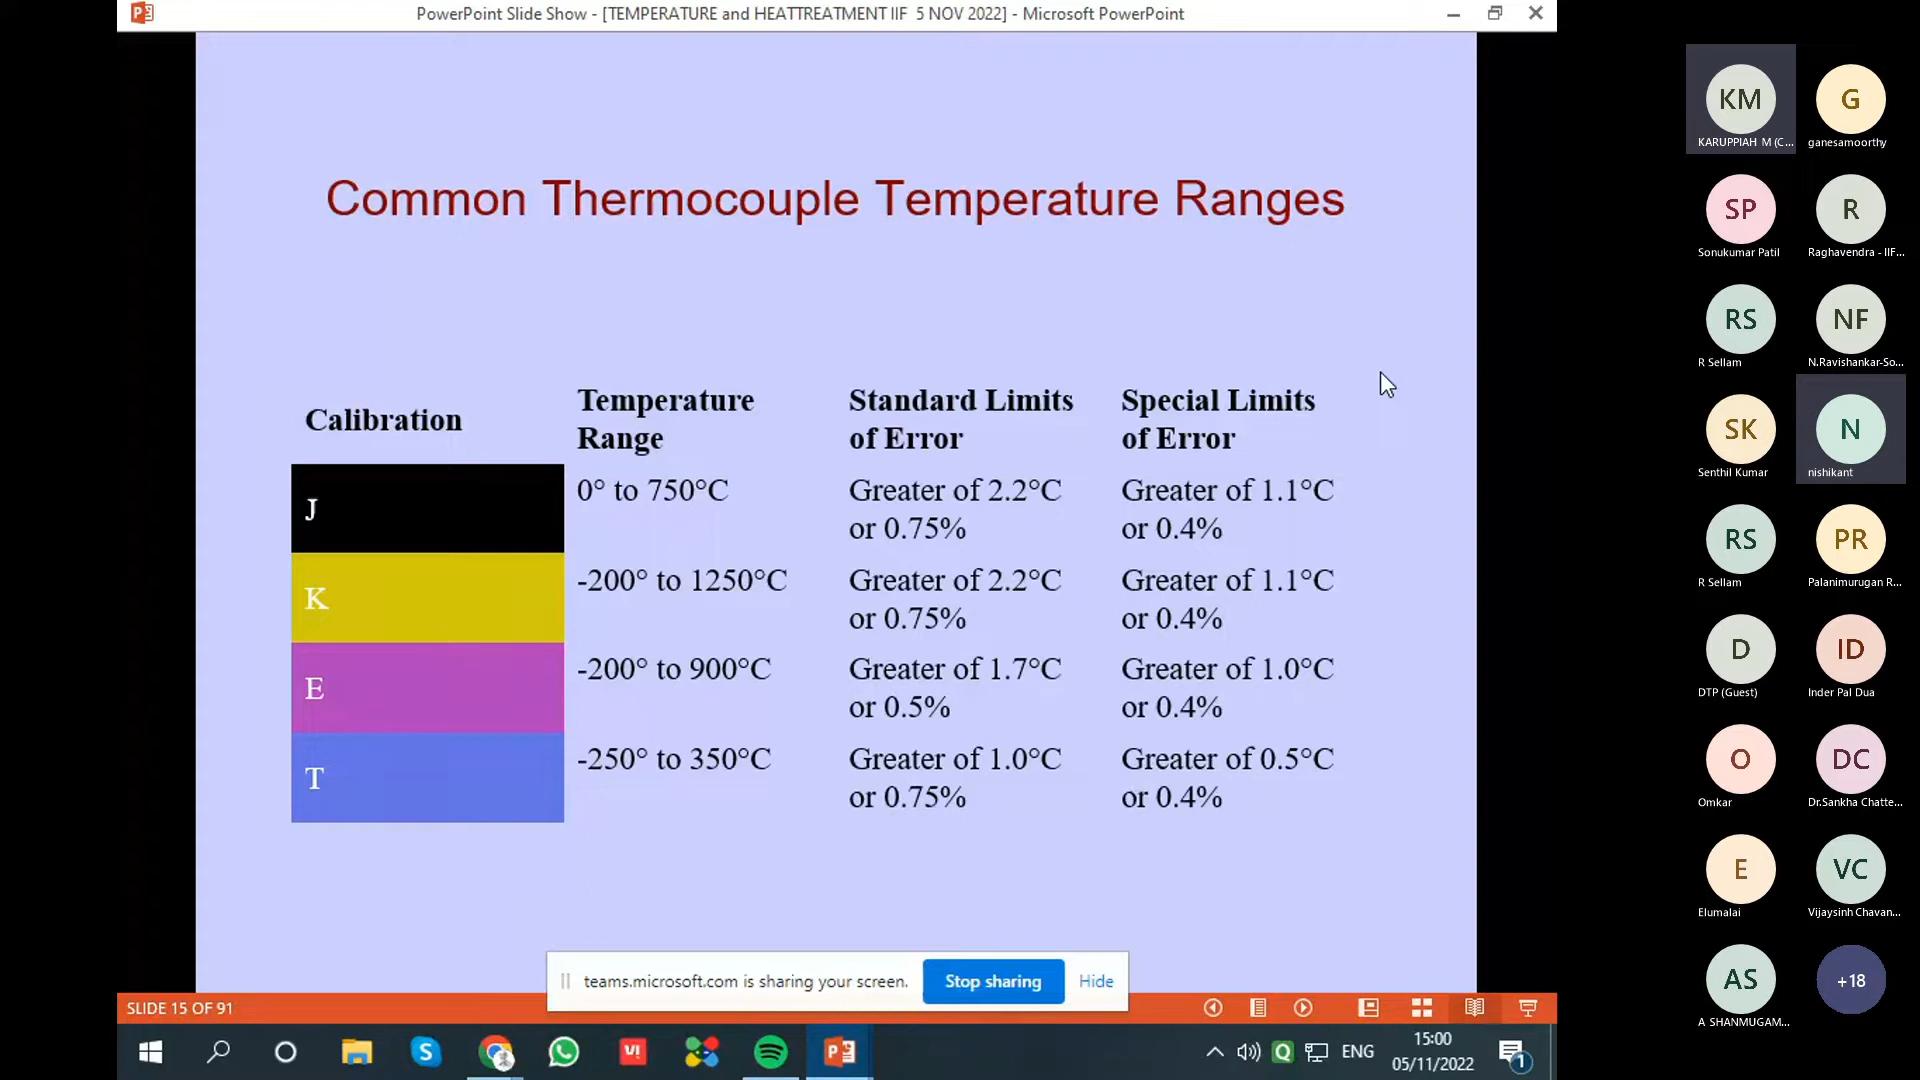 PowerPoint Slide Show - [TEMPERATURE and HEATTREATMENT IIF 5 NOV 2022] - Microsoft PowerPoint
Common Thermocouple Temperature Ranges
Calibration
Temperature
Range
Standard Limits
of Error
Special Limits
of Error
J
0° to 750°C
Greater of 2.2°C
or 0.75%
Greater of 1.1°C
or 0.4%
K
-200° to 1250°C
Greater of 2.2°C
or 0.75%
Greater of 1.1°C
or 0.4%
E
-200° to 900°C
Greater of 1.7°C
or 0.5%
Greater of 1.0°C
or 0.4%
T
-250° to 350°C
Greater of 1.0°C
or 0.75%
Greater of 0.5°C
or 0.4%
teams.microsoft.com is sharing your screen.
Stop sharing
Hide
SLIDE 15 OF 91
ENG
15:00
05/11/2022
1
KM
KARUPPIAH M (C...
G
ganesamoorthy
SP
Sonukumar Patil
R
Raghavendra - IIF...
RS
R Sellam
NF
N.Ravishankar-So...
SK
Senthil Kumar
N
nishikant
RS
R Sellam
PR
Palanimurugan R...
D
DTP (Guest)
ID
Inder Pal Dua
O
Omkar
DC
Dr.Sankha Chatte...
E
Elumalai
VC
Vijaysinh Chavan...
AS
A SHANMUGAM...
+18